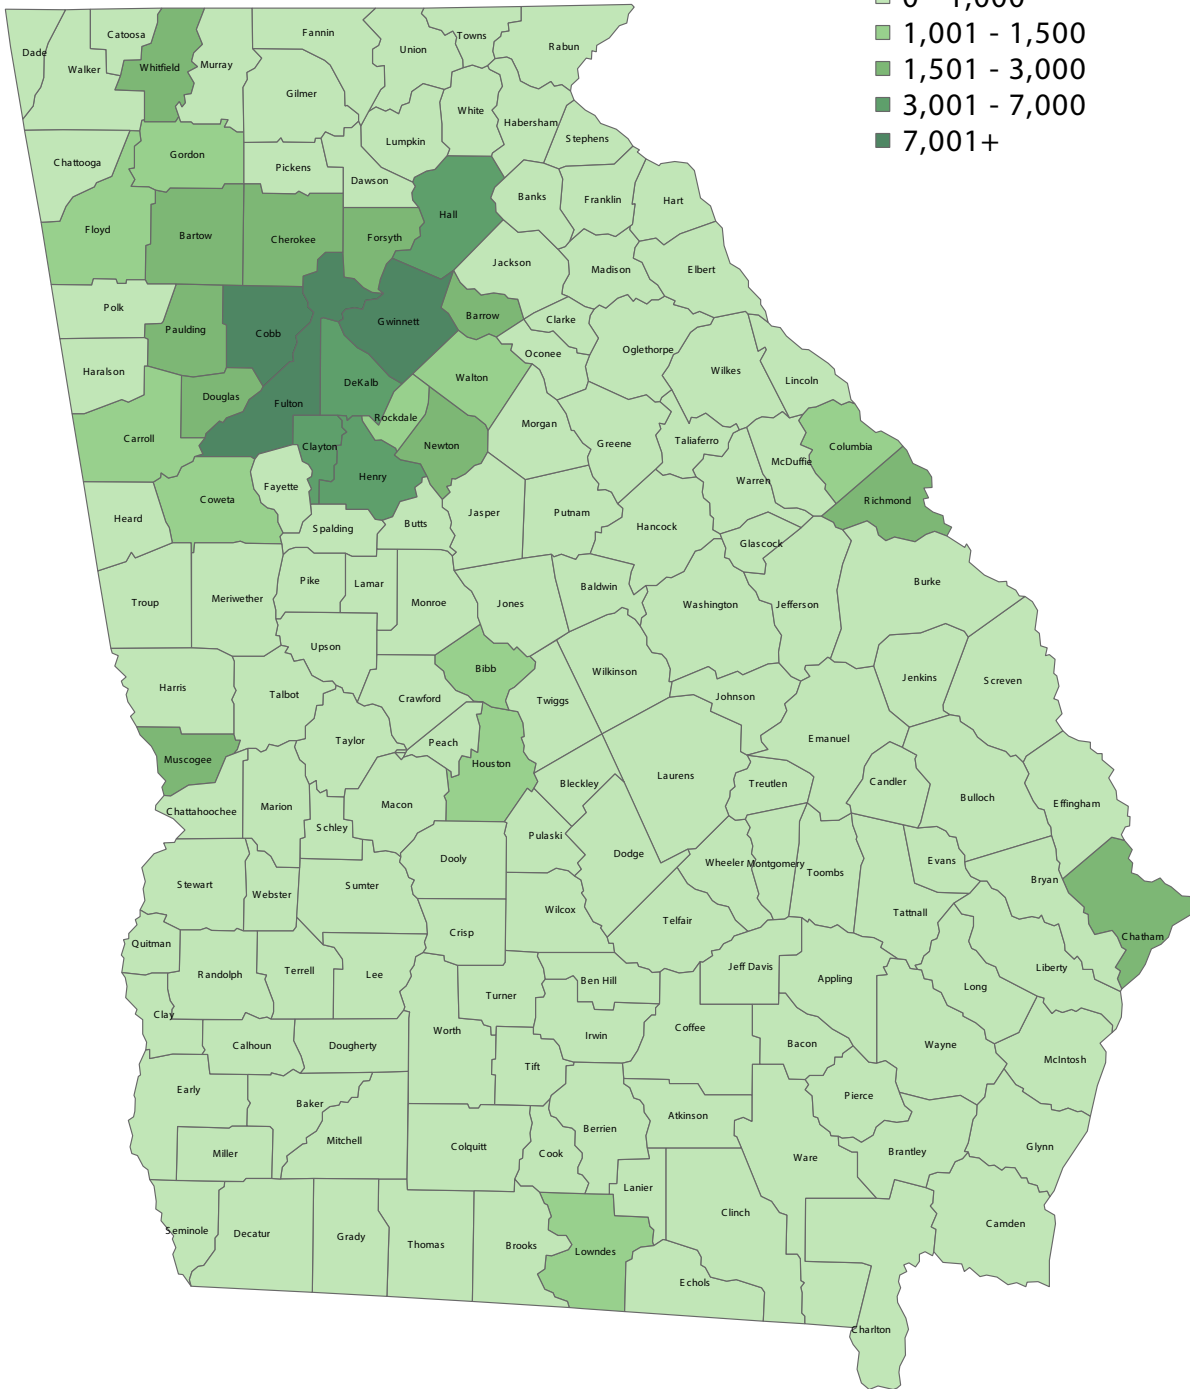 0 - 1,000
1,001 - 1,500
1,501 - 3,000
3,001 - 7,000
7,001+
Dade
Catoosa
Walker
Whitfield
Murray
Fannin
Gilmer
Union
Towns
Rabun
White
Habersham
Stephens
Lumpkin
Chattooga
Gordon
Pickens
Dawson
Hall
Banks
Franklin
Hart
Floyd
Bartow
Cherokee
Forsyth
Jackson
Madison
Elbert
Polk
Paulding
Cobb
Gwinnett
Barrow
Clarke
Oconee
Oglethorpe
Wilkes
Lincoln
Haralson
Douglas
Fulton
DeKalb
Rockdale
Walton
Morgan
Greene
Taliaferro
McDuffie
Columbia
Carroll
Clayton
Henry
Newton
Warren
Richmond
Heard
Coweta
Fayette
Spalding
Butts
Jasper
Putnam
Hancock
Glascock
Burke
Troup
Meriwether
Pike
Lamar
Monroe
Jones
Baldwin
Washington
Jefferson
Upson
Bibb
Wilkinson
Johnson
Jenkins
Screven
Harris
Talbot
Crawford
Twiggs
Taylor
Peach
Houston
Bleckley
Laurens
Treutlen
Emanuel
Candler
Bulloch
Effingham
Muscogee
Chattahoochee
Marion
Schley
Macon
Dooly
Pulaski
Dodge
Wheeler
Montgomery
Toombs
Evans
Bryan
Chatham
Stewart
Webster
Sumter
Crisp
Wilcox
Telfair
Tattnall
Quitman
Randolph
Terrell
Lee
Turner
Ben Hill
Jeff Davis
Appling
Long
Liberty
Clay
Calhoun
Dougherty
Worth
Irwin
Coffee
Bacon
Wayne
McIntosh
Early
Baker
Tift
Atkinson
Pierce
Miller
Mitchell
Colquitt
Cook
Berrien
Ware
Brantley
Glynn
Seminole
Decatur
Grady
Thomas
Brooks
Lowndes
Lanier
Clinch
Echols
Camden
Charlton